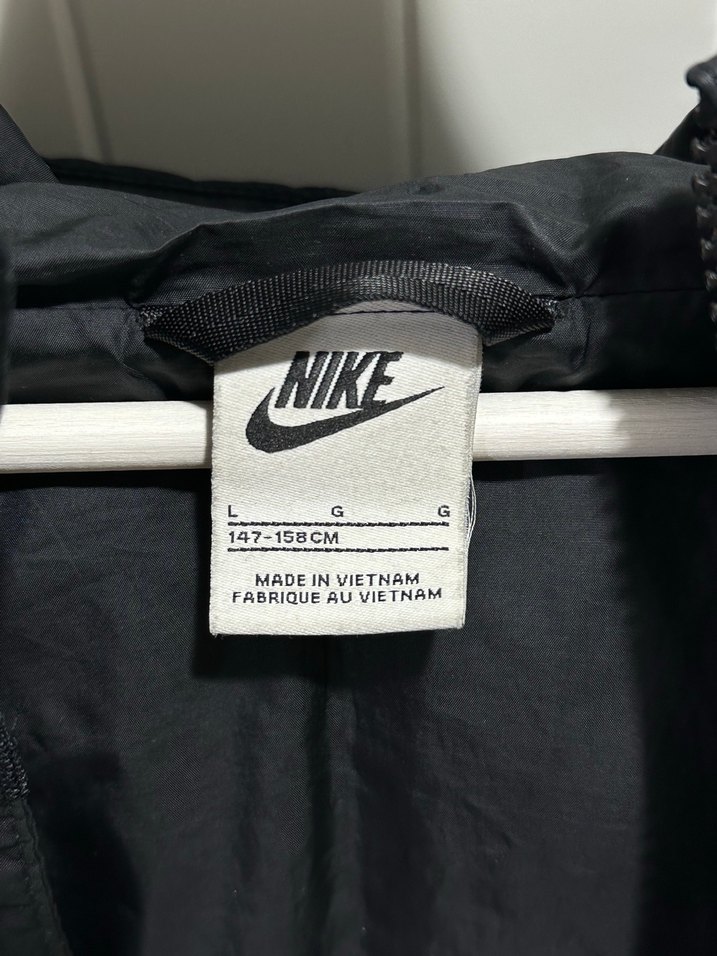 NIKE
L G G
147-158CM
MADE IN VIETNAM
FABRIQUE AU VIETNAM